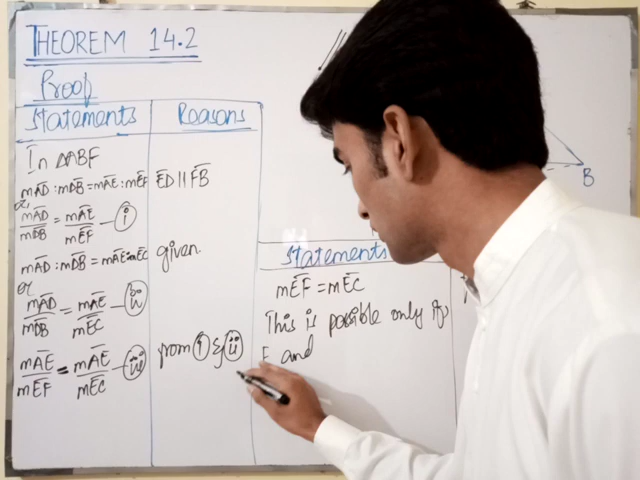 THEOREM 14.2
Proof
Statements Reasons
In △ABF
mAD̅ : mDB̅ = mAE̅ : mEF̅ E̅D̅ || F̅B̅
or,
mAD̅/mDB̅ = mAE̅/mEF̅ — (i)
mAD̅ : mDB̅ = mAE̅ : mEC̅ given
or
mAD̅/mDB̅ = mAE̅/mEC̅ — (ii)
mAE̅/mEF̅ = mAE̅/mEC̅ — (iii) from (i) & (ii)
B
Statements
mEF̅ = mEC̅
This is possible only if
and